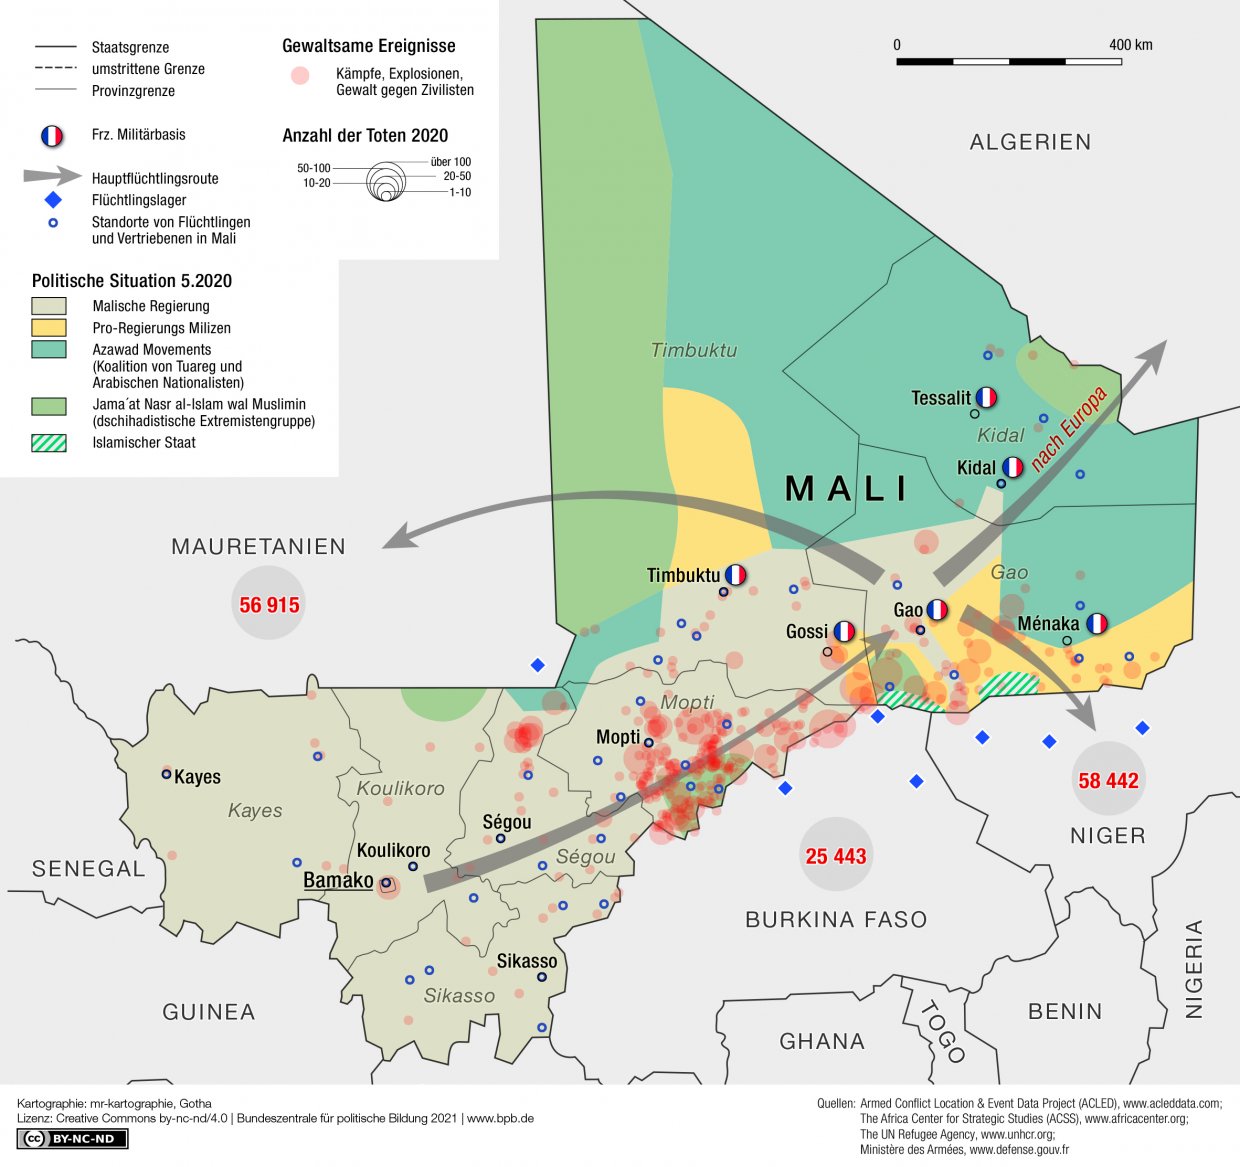 Staatsgrenze
umstrittene Grenze
Provinzgrenze
Frz. Militärbasis
Hauptflüchtlingsroute
Flüchtlingslager
Standorte von Flüchtlingen
und Vertriebenen in Mali
Gewaltsame Ereignisse
Kämpfe, Explosionen,
Gewalt gegen Zivilisten
Anzahl der Toten 2020
50-100
10-20
über 100
20-50
1-10
Politische Situation 5.2020
Malische Regierung
Pro-Regierungs Milizen
Azawad Movements
(Koalition von Tuareg und
Arabischen Nationalisten)
Jama´at Nasr al-Islam wal Muslimin
(dschihadistische Extremistengruppe)
Islamischer Staat
0
400 km
ALGERIEN
Timbuktu
Tessalit
Kidal
nach Europa
Kidal
MALI
MAURETANIEN
56 915
Timbuktu
Gao
Gao
Gossi
Ménaka
Mopti
Mopti
Kayes
Kayes
Koulikoro
Ségou
Koulikoro
Ségou
Bamako
58 442
NIGER
25 443
SENEGAL
BURKINA FASO
Sikasso
Sikasso
GUINEA
GHANA
TOGO
BENIN
NIGERIA
Kartographie: mr-kartographie, Gotha
Lizenz: Creative Commons by-nc-nd/4.0 | Bundeszentrale für politische Bildung 2021 | www.bpb.de
cc BY-NC-ND
Quellen: Armed Conflict Location & Event Data Project (ACLED), www.acleddata.com;
The Africa Center for Strategic Studies (ACSS), www.africacenter.org;
The UN Refugee Agency, www.unhcr.org;
Ministère des Armées, www.defense.gouv.fr